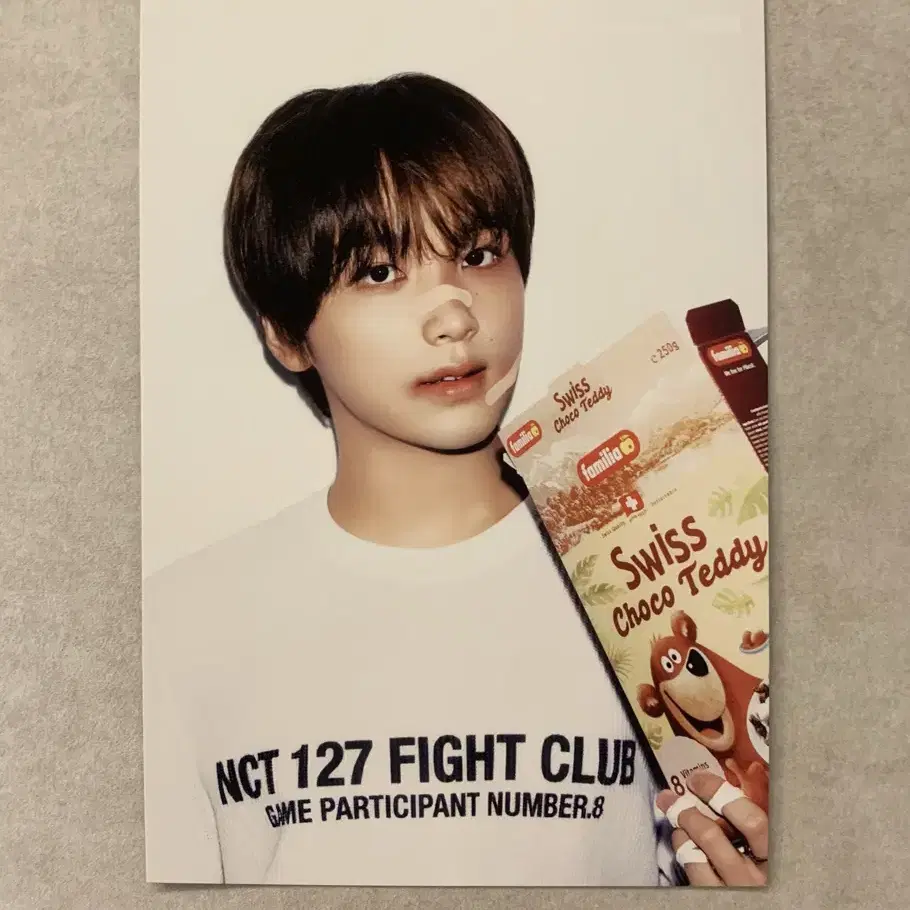 c 250g
Swiss
Choco Teddy
familia
familia
familia
Swiss
Choco Teddy
8 Vitamins
NCT 127 FIGHT CLUB
GAME PARTICIPANT NUMBER.8